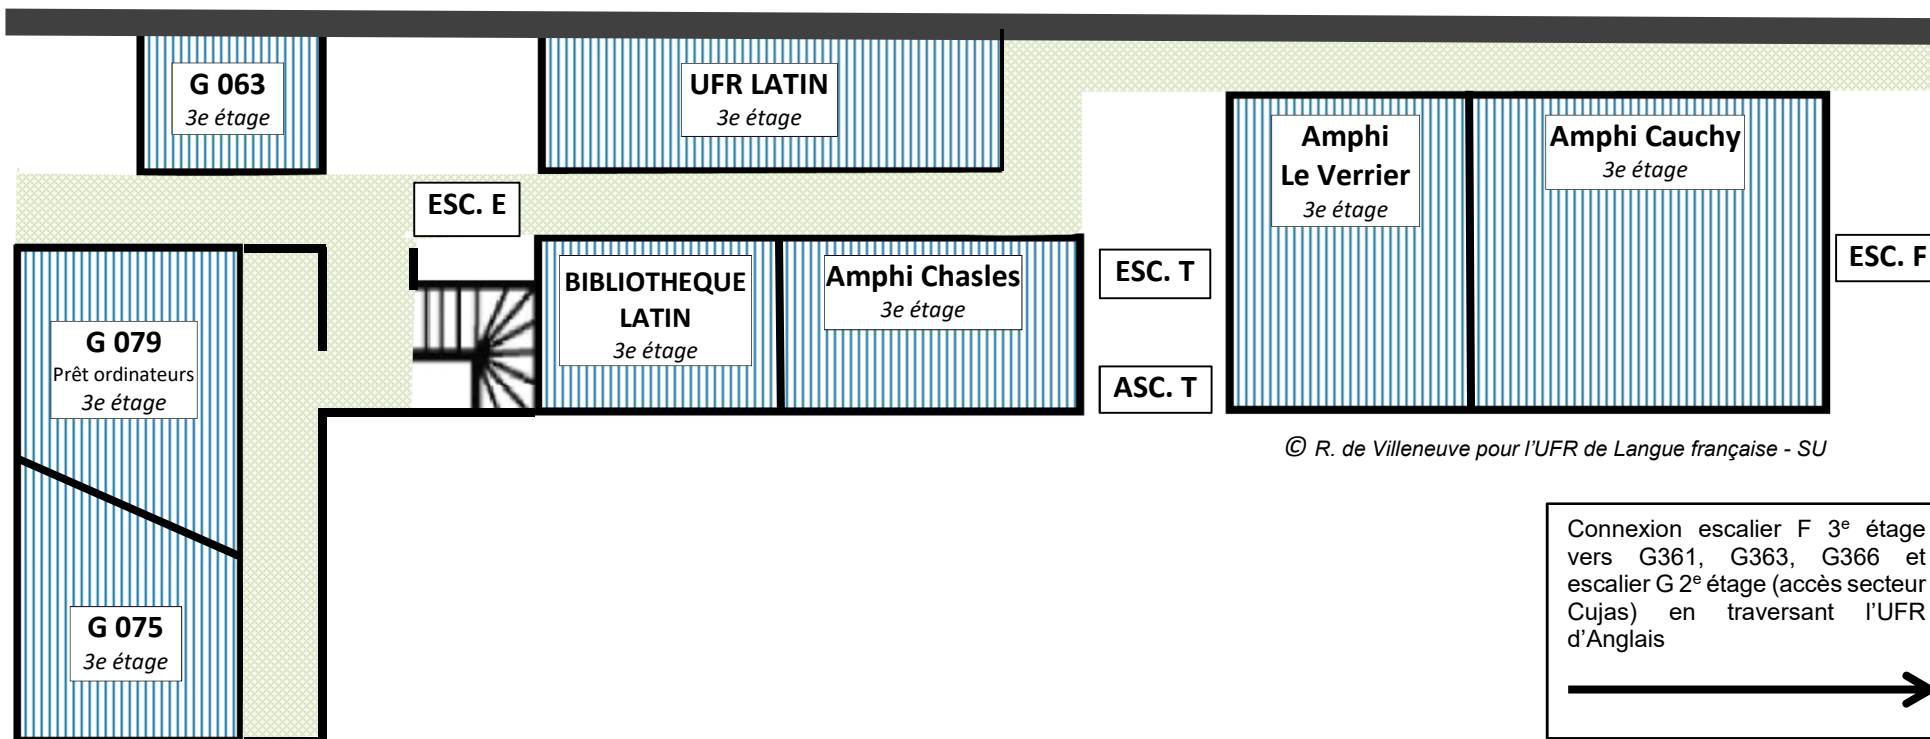 G 063
3e étage
UFR LATIN
3e étage
Amphi
Le Verrier
3e étage
Amphi Cauchy
3e étage
ESC. E
ESC. T
ESC. F
BIBLIOTHEQUE
LATIN
3e étage
Amphi Chasles
3e étage
G 079
Prêt ordinateurs
3e étage
ASC. T
© R. de Villeneuve pour l’UFR de Langue française - SU
G 075
3e étage
Connexion escalier F 3e étage
vers G361, G363, G366 et
escalier G 2e étage (accès secteur
Cujas) en traversant l’UFR
d’Anglais